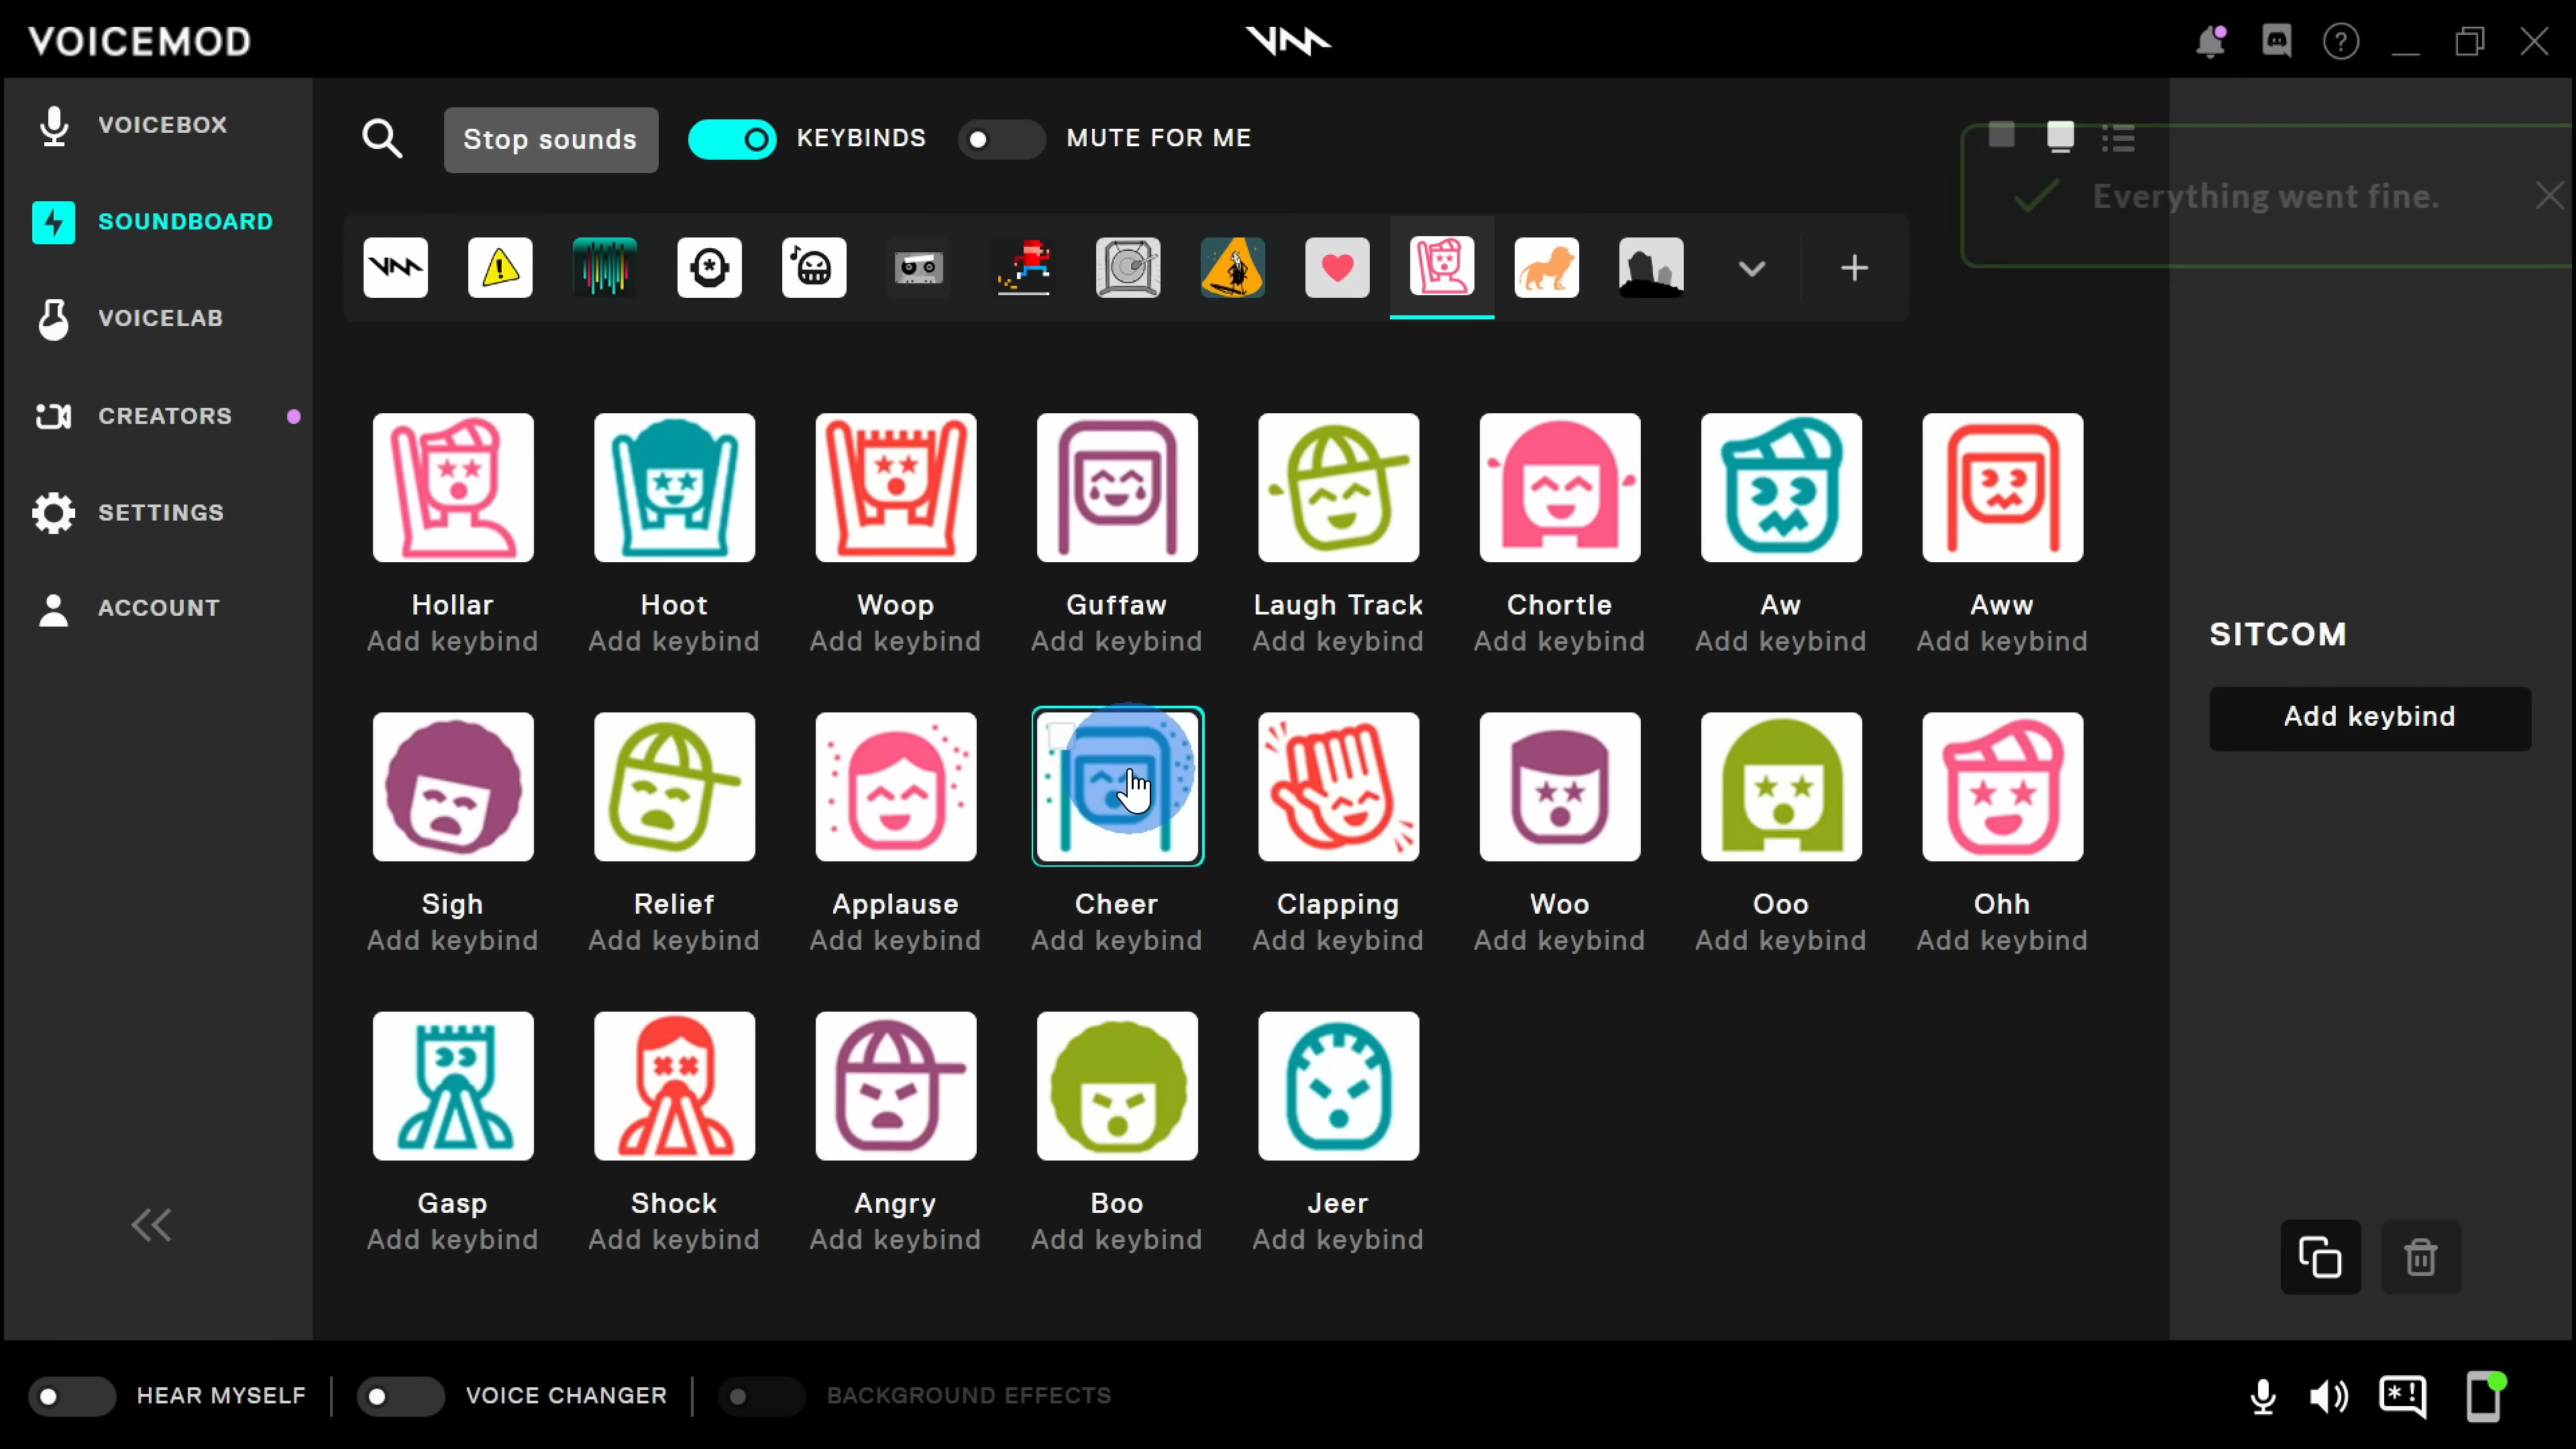 VOICEMOD
VOICEBOX
SOUNDBOARD
VOICELAB
CREATORS
SETTINGS
ACCOUNT
Stop sounds
KEYBINDS
MUTE FOR ME
Everything went fine.
Hollar
Hoot
Woop
Guffaw
Laugh Track
Chortle
Aw
Aww
Add keybind
Add keybind
Add keybind
Add keybind
Add keybind
Add keybind
Add keybind
Add keybind
Sigh
Relief
Applause
Cheer
Clapping
Woo
Ooo
Ohh
Add keybind
Add keybind
Add keybind
Add keybind
Add keybind
Add keybind
Add keybind
Add keybind
Gasp
Shock
Angry
Boo
Jeer
Add keybind
Add keybind
Add keybind
Add keybind
Add keybind
SITCOM
Add keybind
HEAR MYSELF
VOICE CHANGER
BACKGROUND EFFECTS